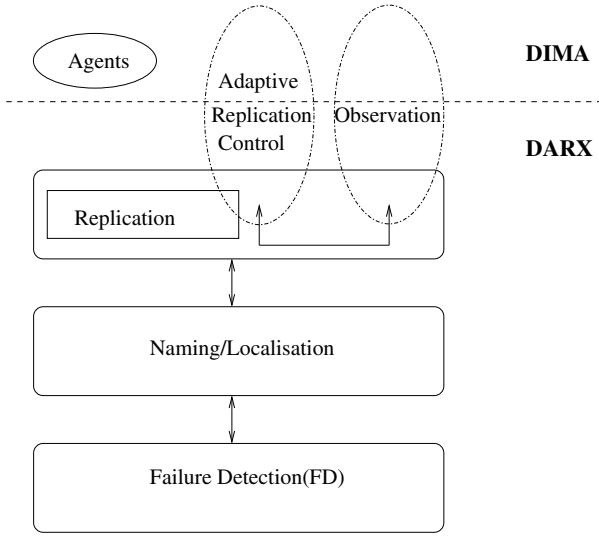 DIMA
Agents
Adaptive
Replication
Control
Observation
DARX
Replication
Naming/Localisation
Failure Detection(FD)